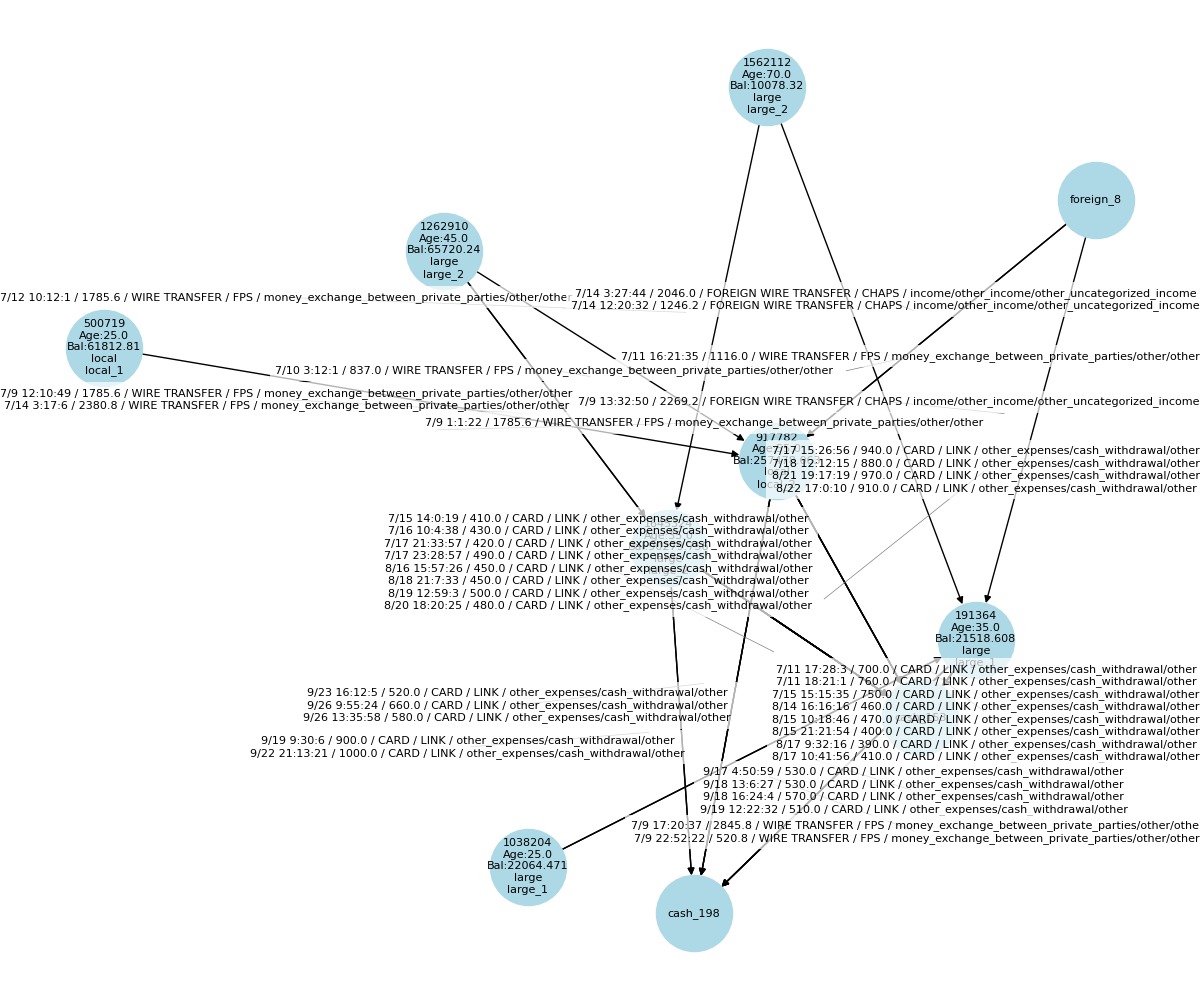 1562112
Age:70.0
Bal:10078.32
large
large_2
foreign_8
1262910
Age:45.0
Bal:65720.24
large
large_2
7/12 10:12:1 / 1785.6 / WIRE TRANSFER / FPS / money_exchange_between_private_parties/other/other
7/14 3:27:44 / 2046.0 / FOREIGN WIRE TRANSFER / CHAPS / income/other_income/other_uncategorized_income
7/14 12:20:32 / 1246.2 / FOREIGN WIRE TRANSFER / CHAPS / income/other_income/other_uncategorized_income
500719
Age:25.0
Bal:61812.81
local
local_1
7/11 16:21:35 / 1116.0 / WIRE TRANSFER / FPS / money_exchange_between_private_parties/other/other
7/10 3:12:1 / 837.0 / WIRE TRANSFER / FPS / money_exchange_between_private_parties/other/other
7/9 12:10:49 / 1785.6 / WIRE TRANSFER / FPS / money_exchange_between_private_parties/other/other
7/14 3:17:6 / 2380.8 / WIRE TRANSFER / FPS / money_exchange_between_private_parties/other/other
7/9 13:32:50 / 2269.2 / FOREIGN WIRE TRANSFER / CHAPS / income/other_income/other_uncategorized_income
7/9 1:1:22 / 1785.6 / WIRE TRANSFER / FPS / money_exchange_between_private_parties/other/other
917782
7/17 15:26:56 / 940.0 / CARD / LINK / other_expenses/cash_withdrawal/other
7/18 12:12:15 / 880.0 / CARD / LINK / other_expenses/cash_withdrawal/other
8/21 19:17:19 / 970.0 / CARD / LINK / other_expenses/cash_withdrawal/other
8/22 17:0:10 / 910.0 / CARD / LINK / other_expenses/cash_withdrawal/other
7/15 14:0:19 / 410.0 / CARD / LINK / other_expenses/cash_withdrawal/other
7/16 10:4:38 / 430.0 / CARD / LINK / other_expenses/cash_withdrawal/other
7/17 21:33:57 / 420.0 / CARD / LINK / other_expenses/cash_withdrawal/other
7/17 23:28:57 / 490.0 / CARD / LINK / other_expenses/cash_withdrawal/other
8/16 15:57:26 / 450.0 / CARD / LINK / other_expenses/cash_withdrawal/other
8/18 21:7:33 / 450.0 / CARD / LINK / other_expenses/cash_withdrawal/other
8/19 12:59:3 / 500.0 / CARD / LINK / other_expenses/cash_withdrawal/other
8/20 18:20:25 / 480.0 / CARD / LINK / other_expenses/cash_withdrawal/other
191364
Age:35.0
Bal:21518.608
large
large_1
7/11 17:28:3 / 700.0 / CARD / LINK / other_expenses/cash_withdrawal/other
7/11 18:21:1 / 760.0 / CARD / LINK / other_expenses/cash_withdrawal/other
7/15 15:15:35 / 750.0 / CARD / LINK / other_expenses/cash_withdrawal/other
8/14 16:16:16 / 460.0 / CARD / LINK / other_expenses/cash_withdrawal/other
8/15 10:18:46 / 470.0 / CARD / LINK / other_expenses/cash_withdrawal/other
8/15 21:21:54 / 400.0 / CARD / LINK / other_expenses/cash_withdrawal/other
8/17 9:32:16 / 390.0 / CARD / LINK / other_expenses/cash_withdrawal/other
8/17 10:41:56 / 410.0 / CARD / LINK / other_expenses/cash_withdrawal/other
9/23 16:12:5 / 520.0 / CARD / LINK / other_expenses/cash_withdrawal/other
9/26 9:55:24 / 660.0 / CARD / LINK / other_expenses/cash_withdrawal/other
9/26 13:35:58 / 580.0 / CARD / LINK / other_expenses/cash_withdrawal/other
9/19 9:30:6 / 900.0 / CARD / LINK / other_expenses/cash_withdrawal/other
9/22 21:13:21 / 1000.0 / CARD / LINK / other_expenses/cash_withdrawal/other
9/17 4:50:59 / 530.0 / CARD / LINK / other_expenses/cash_withdrawal/other
9/18 13:6:27 / 530.0 / CARD / LINK / other_expenses/cash_withdrawal/other
9/18 16:24:4 / 570.0 / CARD / LINK / other_expenses/cash_withdrawal/other
9/19 12:22:32 / 510.0 / CARD / LINK / other_expenses/cash_withdrawal/other
7/9 17:20:37 / 2845.8 / WIRE TRANSFER / FPS / money_exchange_between_private_parties/other/othe
7/9 22:52:22 / 520.8 / WIRE TRANSFER / FPS / money_exchange_between_private_parties/other/other
1038204
Age:25.0
Bal:22064.471
large
large_1
cash_198